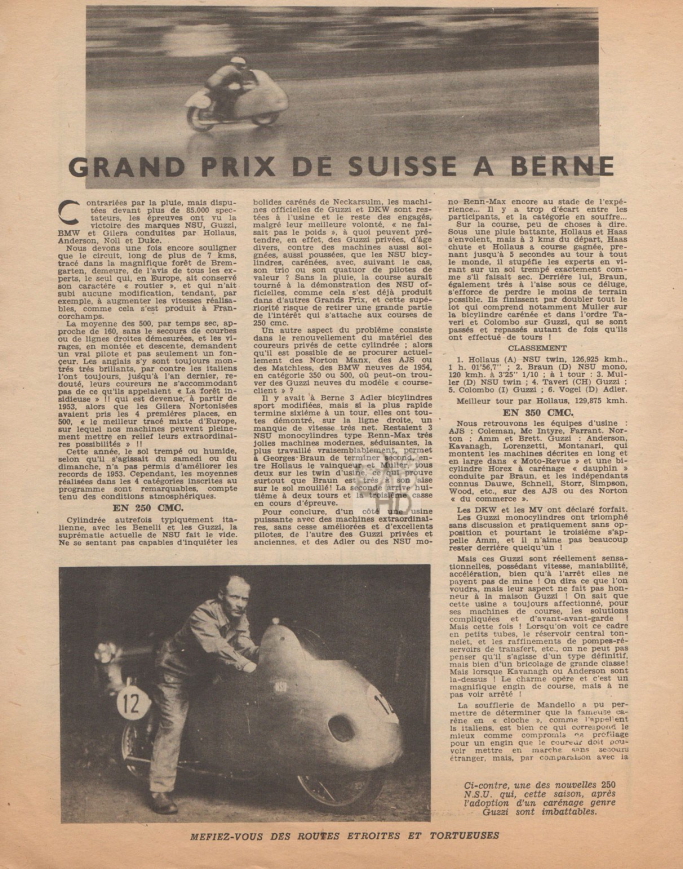 GRAND PRIX DE SUISSE A BERNE
Contrariées par la pluie, mais dispu-
tées devant plus de 85.000 spec-
tateurs, les épreuves ont vu la
victoire des marques NSU, Guzzi,
BMW et Gilera conduites par Hollaus,
Anderson, Noll et Duke.
Nous devons une fois encore souligner
que le circuit, long de plus de 7 kms,
tracé dans la magnifique forêt de Brem-
garten, demeure, de l'avis de tous les ex-
perts, le seul qui, en Europe, ait conservé
son caractère « routier », et qui n'ait
subi aucune modification, tendant, par
exemple, à augmenter les vitesses réalisa-
bles, comme cela s'est produit à Fran-
corchamps.
La moyenne des 500, par temps sec, ap-
proche de 160, sans le secours de courbes
ou de lignes droites démesurées, et les vi-
rages, en montée et descente, demandent
un vrai pilote et pas seulement un fon-
ceur. Les anglais s'y sont toujours mon-
trés très brillants, par contre les italiens
l'ont toujours, jusqu'à l'an dernier, re-
douté, leurs coureurs ne s'accommodant
pas de ce qu'ils appelaient « La forêt in-
sidieuse » !! qui est devenue, à partir de
1953, alors que les Gilera Nortonisées
avaient pris les 4 premières places, en
500, « le meilleur tracé mixte d'Europe,
sur lequel nos machines peuvent pleine-
ment mettre en relief leurs extraordinai-
res possibilités » !!
Cette année, le sol trempé ou humide,
selon qu'il s'agissait du samedi ou du
dimanche, n'a pas permis d'améliorer les
records de 1953. Cependant, les moyennes
réalisées dans les 4 catégories inscrites au
programme sont remarquables, compte
tenu des conditions atmosphériques.
EN 250 CMC.
Cylindrée autrefois typiquement ita-
lienne, avec les Benelli et les Guzzi, la
suprématie actuelle de NSU fait le vide.
Ne se sentant pas capables d'inquiéter les
bolides carénés de Neckarsulm, les machi-
nes officielles de Guzzi et DKW sont res-
tées à l'usine et le reste des engagés,
malgré leur meilleure volonté, « ne fai-
sait pas le poids », à quoi peuvent pré-
tendre, en effet, des Guzzi privées, d'âge
divers, contre des machines aussi soi-
gnées, aussi poussées, que les NSU bicy-
lindres, carénées, avec, suivant le cas,
son trio ou son quatuor de pilotes de
valeur ? Sans la pluie, la course aurait
tourné à la démonstration des NSU of-
ficielles, comme cela s'est déjà produit
dans d'autres Grands Prix, et cette supé-
riorité risque de retirer une grande partie
de l'intérêt qui s'attache aux courses de
250 cmc.
Un autre aspect du problème consiste
dans le renouvellement du matériel des
coureurs privés de cette cylindrée ; alors
qu'il est possible de se procurer actuel-
lement des Norton Manx, des AJS ou
des Matchless, des BMW neuves de 1954,
en catégorie 350 ou 500, où peut-on trou-
ver des Guzzi neuves du modèle « course-
client » ?
Il y avait à Berne 3 Adler bicylindres
sport modifiées, mais si la plus rapide
termine sixième à un tour, elles ont tou-
tes démontré, sur la ligne droite, un
manque de vitesse très net. Restaient 3
NSU monocylindres type Renn-Max très
jolies machines modernes, séduisantes, la
plus travaillé vraisemblablement, permet
à Georges Braun de terminer second, en-
tre Hollaus le vainqueur et Muller, tous
deux sur les twin d'usine, ce qui prouve
surtout que Braun est très à l'aise
sur le sol mouillé! La seconde arrive hui-
tième à deux tours et la troisième casse
en cours d'épreuve.
Pour conclure, d'un côté une usine
puissante avec des machines extraordinai-
res, sans cesse améliorées et d'excellents
pilotes, de l'autre des Guzzi privées et
anciennes, et des Adler ou des NSU mo-
no Renn-Max encore au stade de l'expé-
rience... Il y a trop d'écart entre les
participants, et la catégorie en souffre...
Sur la course, peu de choses à dire.
Sous une pluie battante, Hollaus et Haas
s'envolent, mais à 3 kms du départ, Haas
chute et Hollaus a course gagnée, pre-
nant jusqu'à 5 secondes au tour à tout
le monde, il stupéfie les experts en vi-
rant sur un sol trempé exactement com-
me s'il faisait sec. Derrière lui, Braun,
également très à l'aise sous ce déluge,
s'efforce de perdre le moins de terrain
possible. Ils finissent par doubler tout le
lot qui comprend notamment Muller sur
la bicylindre carénée et dans l'ordre Ta-
veri et Colombo sur Guzzi, qui se sont
passés et repassés autant de fois qu'ils
ont effectué de tours !
CLASSEMENT
1. Hollaus (A) NSU twin, 126,925 kmh.,
1 h. 01'56,7'' ; 2. Braun (D) NSU mono,
120 kmh. à 3'25'' 1/10 ; à 1 tour : 3. Mul-
ler (D) NSU twin ; 4. Taveri (CH) Guzzi ;
5. Colombo (I) Guzzi ; 6. Vogel (D) Adler.
Meilleur tour par Hollaus, 129,875 kmh.
EN 350 CMC.
Nous retrouvons les équipes d'usine :
AJS : Coleman, Mc Intyre, Farrant. Nor-
ton : Amm et Brett. Guzzi : Anderson,
Kavanagh, Lorenzetti, Montanari, qui
montent les machines décrites en long et
en large dans « Moto-Revue » et une bi-
cylindre Horex à carénage « dauphin »
conduite par Braun, et les indépendants
connus Dauwe, Schnell, Storr, Simpson,
Wood, etc., sur des AJS ou des Norton
« du commerce ».
Les DKW et les MV ont déclaré forfait.
Les Guzzi monocylindres ont triomphé
sans discussion et pratiquement sans op-
position et pourtant le troisième s'ap-
pelle Amm, et il n'aime pas beaucoup
rester derrière quelqu'un !
Mais ces Guzzi sont réellement sensa-
tionnelles, possédant vitesse, maniabilité,
accélération, bien qu'à l'arrêt elles ne
payent pas de mine ! On dira ce que l'on
voudra, mais leur aspect ne fait pas hon-
neur à la maison Guzzi ! On sait que
cette usine a toujours affectionné, pour
ses machines de course, les solutions
compliquées et d'avant-avant-garde !
Mais cette fois ! Lorsqu'on voit ce cadre
en petits tubes, le réservoir central ton-
nelet, et les raffinements de pompes-ré-
servoirs de transfert, etc., on ne peut pas
penser qu'il s'agisse d'un type définitif,
mais bien d'un bricolage de grande classe!
Mais lorsque Kavanagh ou Anderson sont
la-dessus ! Le charme opère et c'est un
magnifique engin de course, mais à ne
pas voir arrêté !
La soufflerie de Mandello a pu per-
mettre de déterminer que la fameuse ca-
rène en « cloche », comme l'appellent
is italiens, est bien ce qui correspond le
mieux comme compromis de profilage
pour un engin que le coureur doit pou-
voir mettre en marche sans secours
étranger, mais, par comparaison avec la
12
Ci-contre, une des nouvelles 250
N.S.U. qui, cette saison, après
l'adoption d'un carénage genre
Guzzi sont imbattables.
MEFIEZ-VOUS DES ROUTES ETROITES ET TORTUEUSES